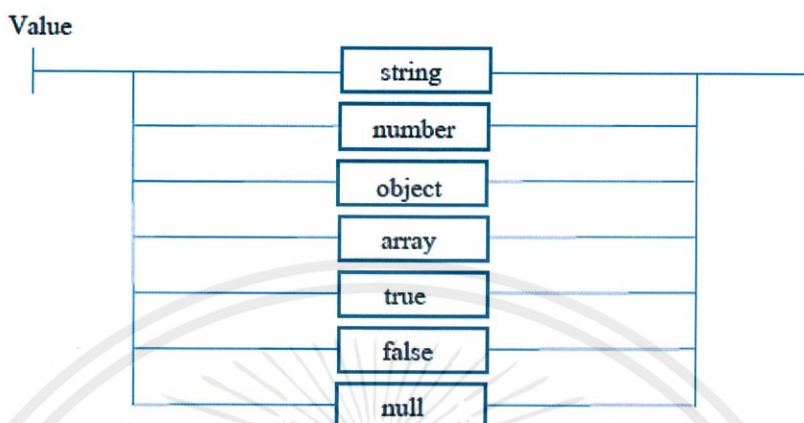 Value
string
number
object
array
true
false
null